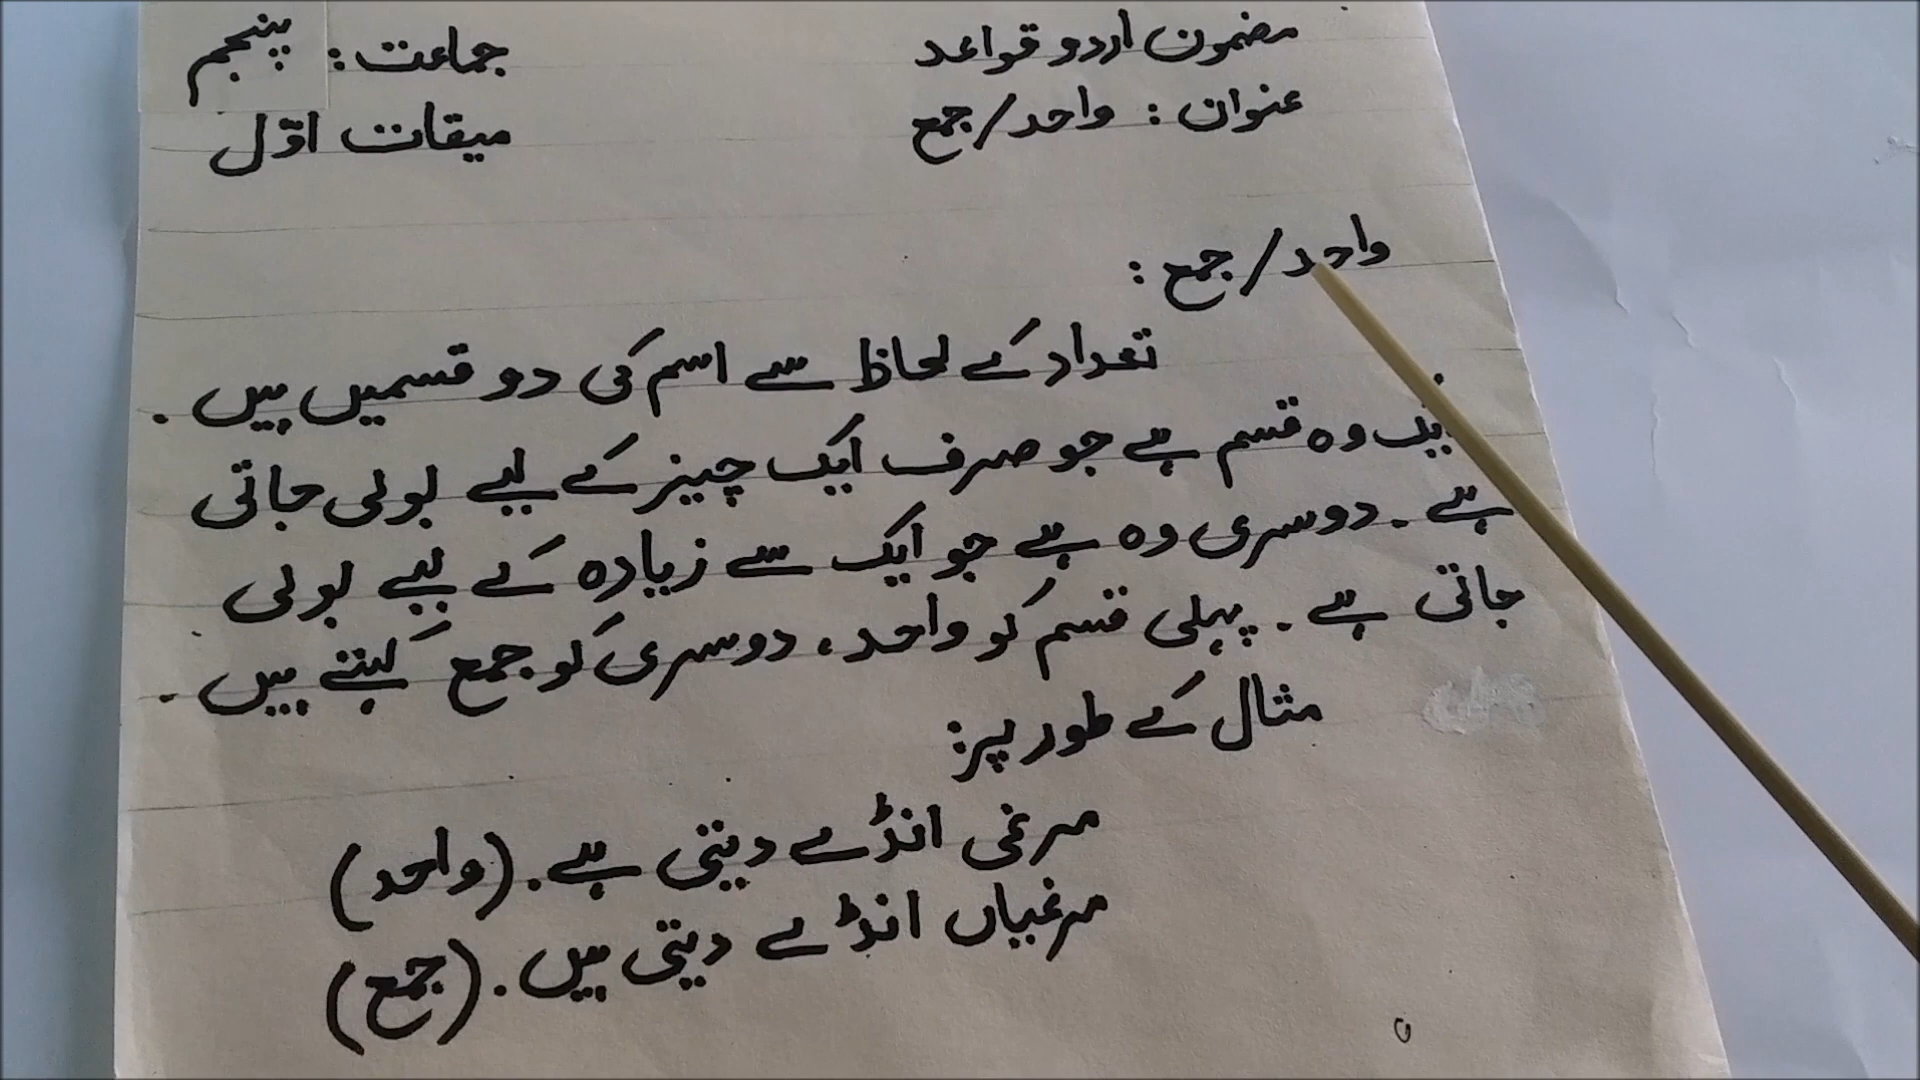 مضمون اردو قواعد
جماعت: پنجم
عنوان: واحد/جمع
میقات اوّل
واحد/جمع:
تعداد کے لحاظ سے اسم کی دو قسمیں ہیں۔
ایک وہ قسم ہے جو صرف ایک چیز کے لیے بولی جاتی
ہے۔ دوسری وہ ہے جو ایک سے زیادہ کے لیے بولی
جاتی ہے۔ پہلی قسم کو واحد، دوسری کو جمع کہتے ہیں۔
مثال کے طور پر:
مرغی انڈے دیتی ہے۔ (واحد)
مرغیاں انڈے دیتی ہیں۔ (جمع)